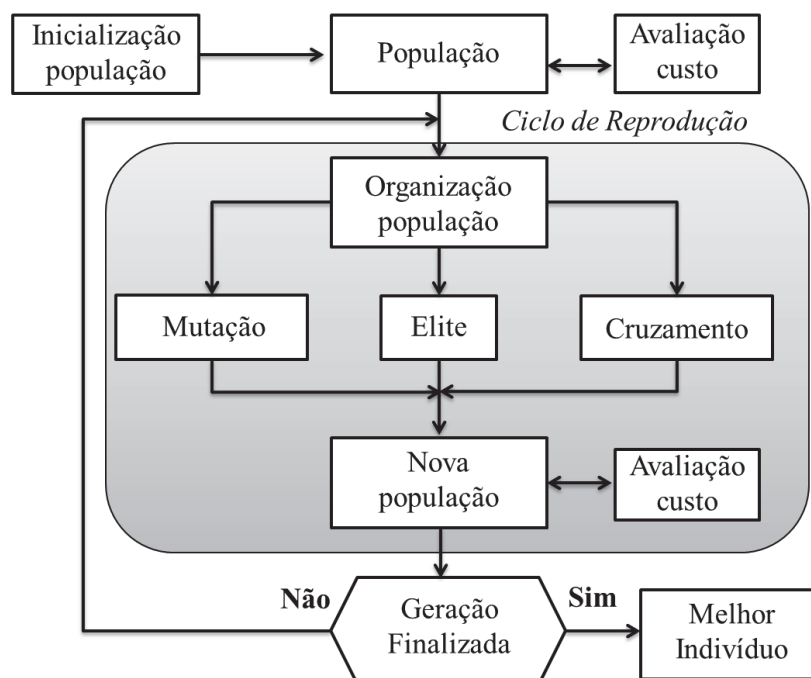 Inicialização
população
População
Avaliação
custo
Ciclo de Reprodução
Organização
população
Mutação
Elite
Cruzamento
Nova
população
Avaliação
custo
Não
Geração
Finalizada
Sim
Melhor
Indivíduo